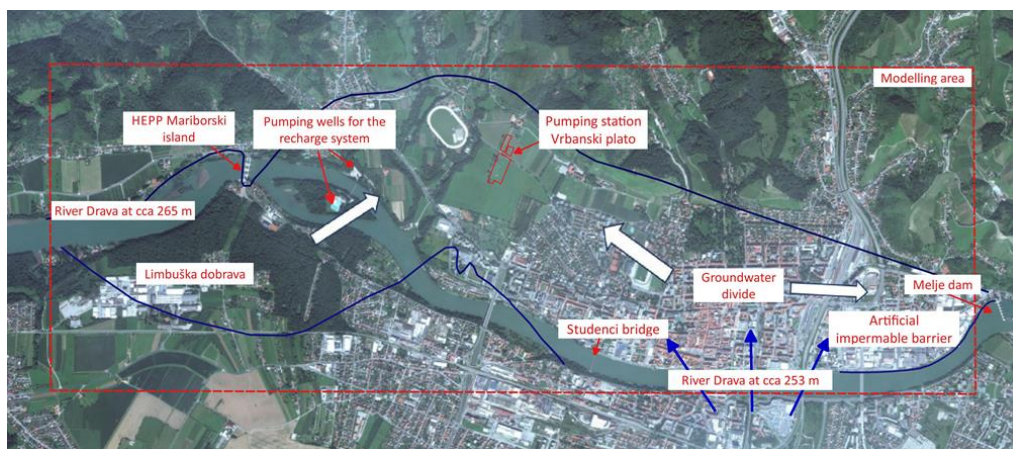 Modelling area
HEPP Mariborski
island
Pumping wells for the
recharge system
Pumping station
Vrbanski plato
River Drava at cca 265 m
Limbuška dobrava
Groundwater
divide
Melje dam
Studenci bridge
Artificial
impermable barrier
River Drava at cca 253 m